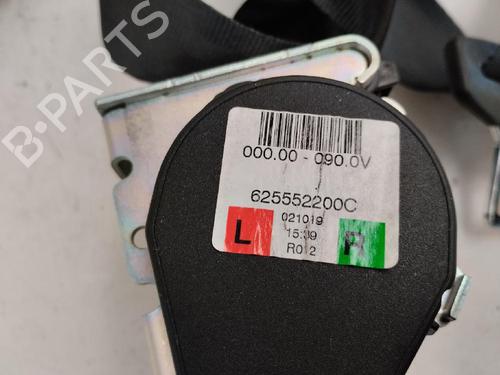 B-PARTS
000.00 - 090.0V
625552200C
L
021019
15:39
R012
R